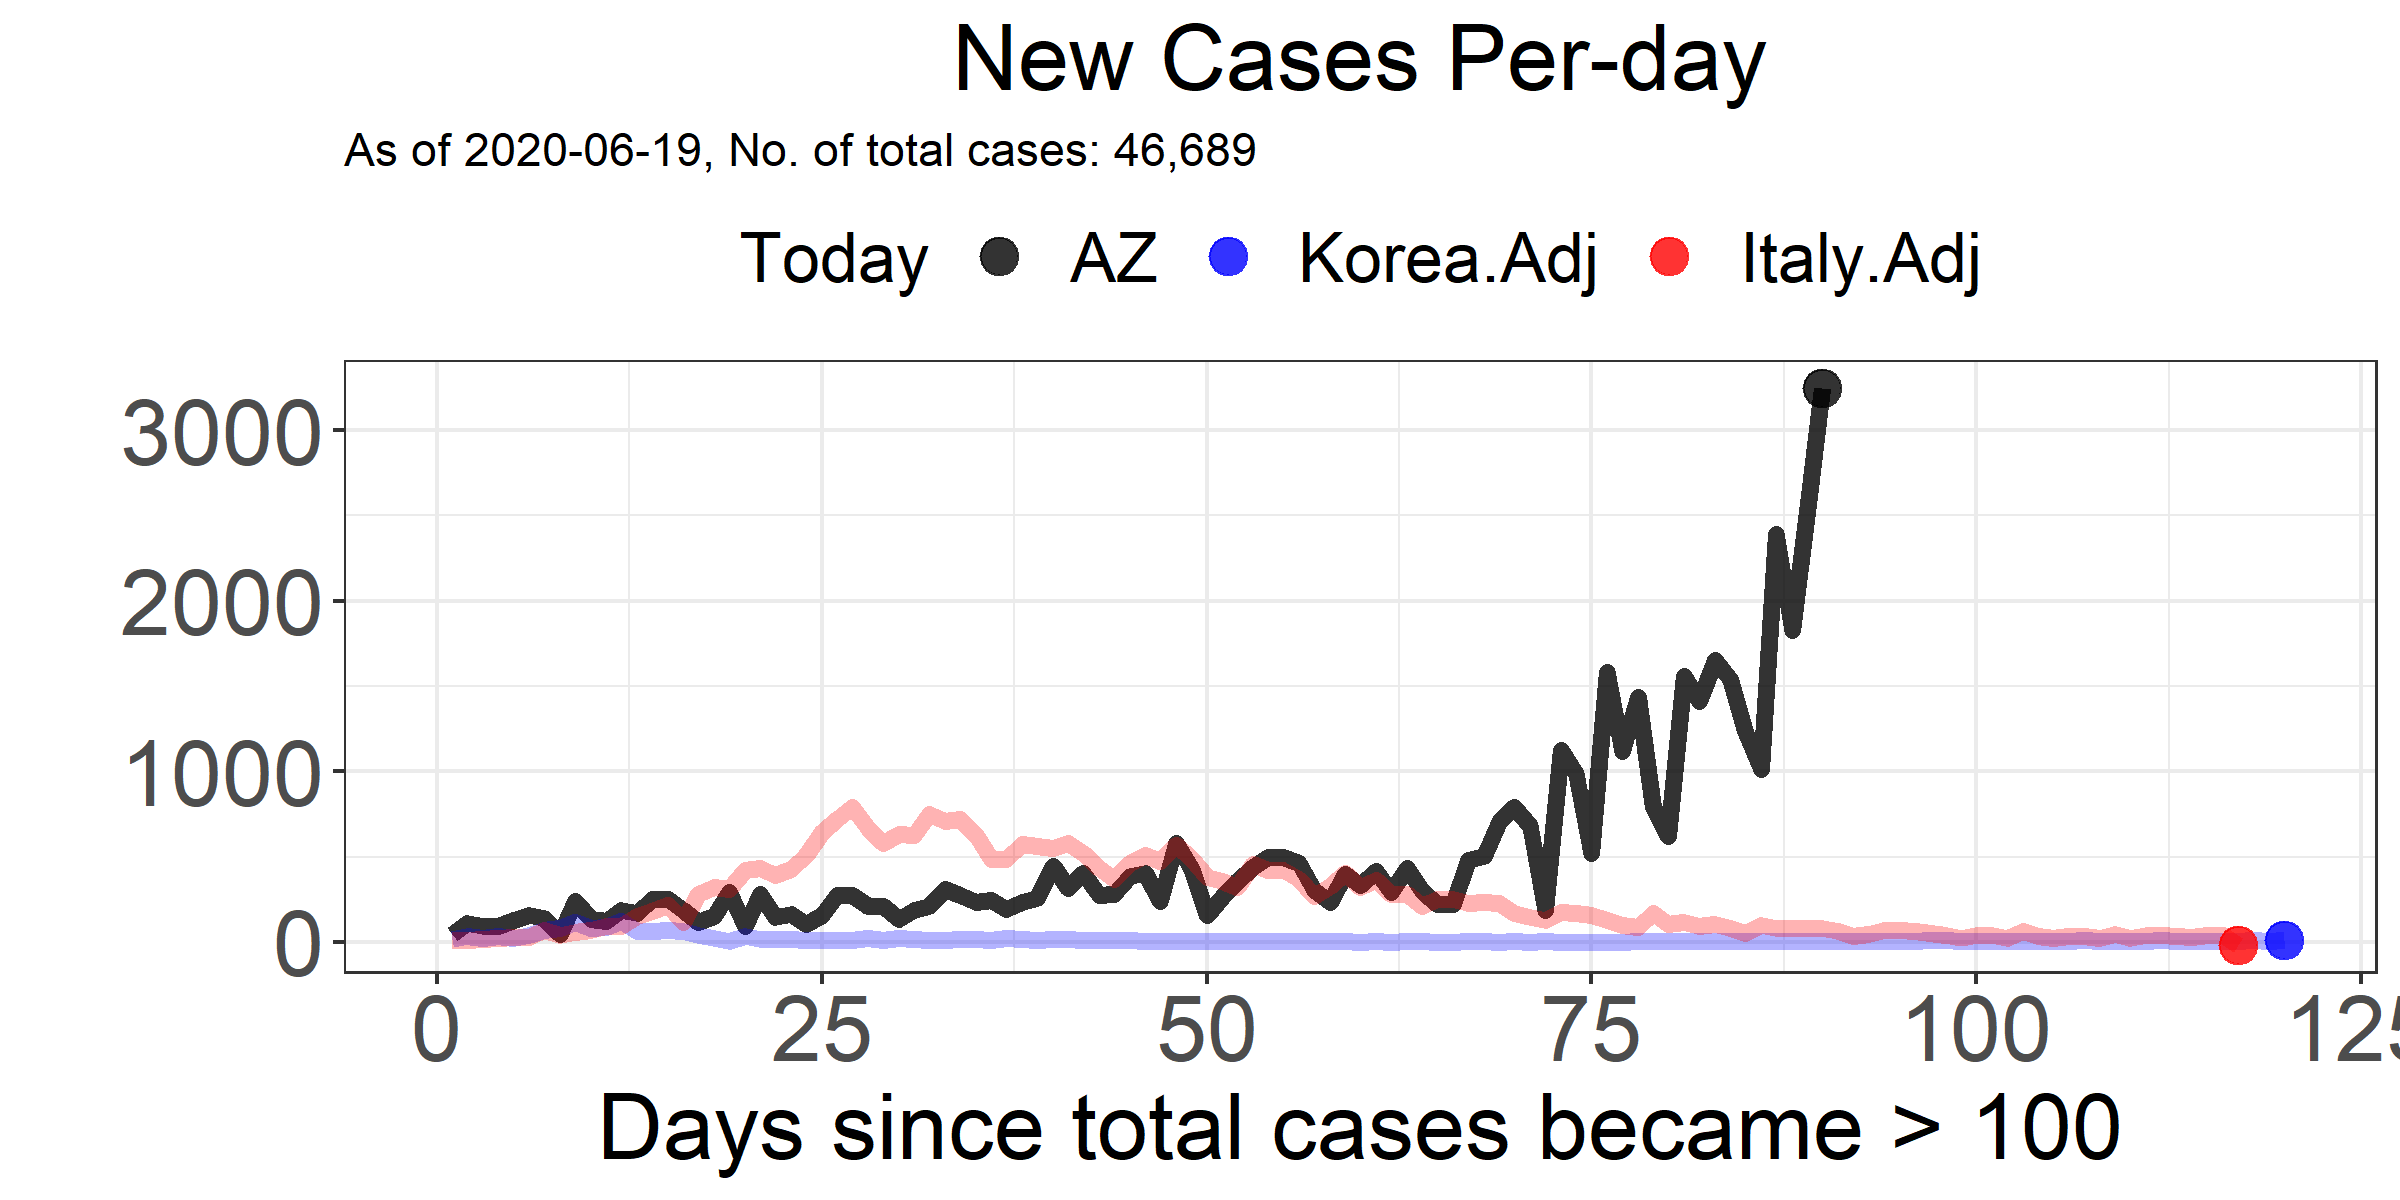 New Cases Per-day
As of 2020-06-19, No. of total cases: 46,689
Today AZ Korea.Adj Italy.Adj
3000
2000
1000
0
0 25 50 75 100 125
Days since total cases became > 100